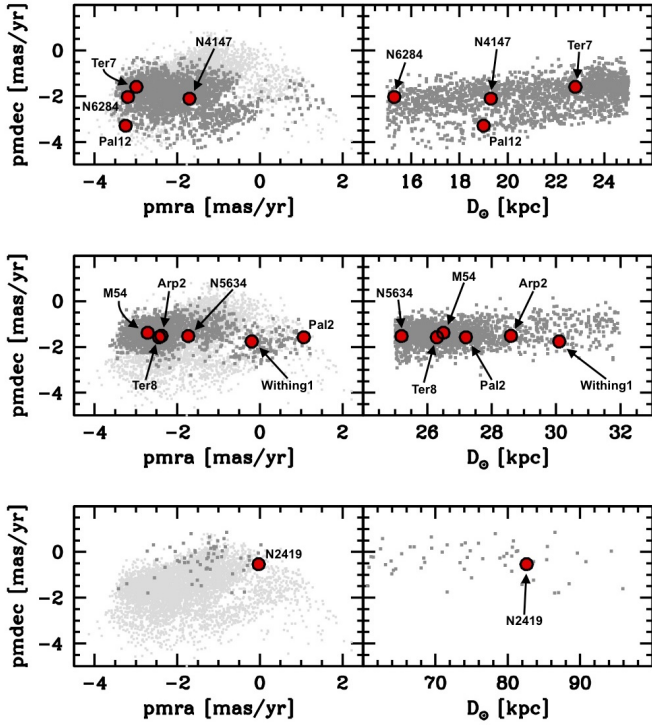 0
Ter7
N4147
N6284
N4147
Ter7
-2
N6284
-4
Pal12
Pal12
pmdec [mas/yr]
-4 -2 0 2 16 18 20 22 24
pmra [mas/yr] D☉ [kpc]
0
M54 Arp2 N5634
N5634 M54 Arp2
Pal2
-2
Ter8 Withing1
Ter8 Pal2 Withing1
-4
pmdec [mas/yr]
-4 -2 0 2 26 28 30 32
pmra [mas/yr] D☉ [kpc]
0
N2419
-2
N2419
-4
pmdec [mas/yr]
-4 -2 0 2 70 80 90
pmra [mas/yr] D☉ [kpc]